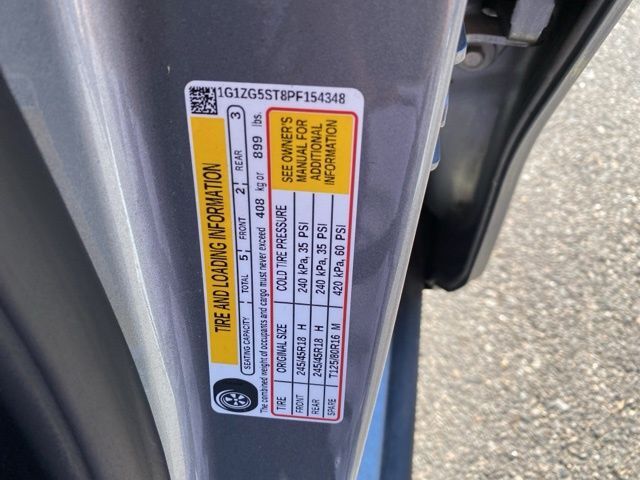 1G1ZG5ST8PF154348
TIRE AND LOADING INFORMATION
SEATING CAPACITY TOTAL 5 FRONT 2 REAR 3
The combined weight of occupants and cargo must never exceed 408 kg or 899 lbs.
TIRE ORIGINAL SIZE COLD TIRE PRESSURE
FRONT 245/45R18 H 240 kPa, 35 PSI
REAR 245/45R18 H 240 kPa, 35 PSI
SPARE T125/80R16 M 420 kPa, 60 PSI
SEE OWNER'S
MANUAL FOR
ADDITIONAL
INFORMATION